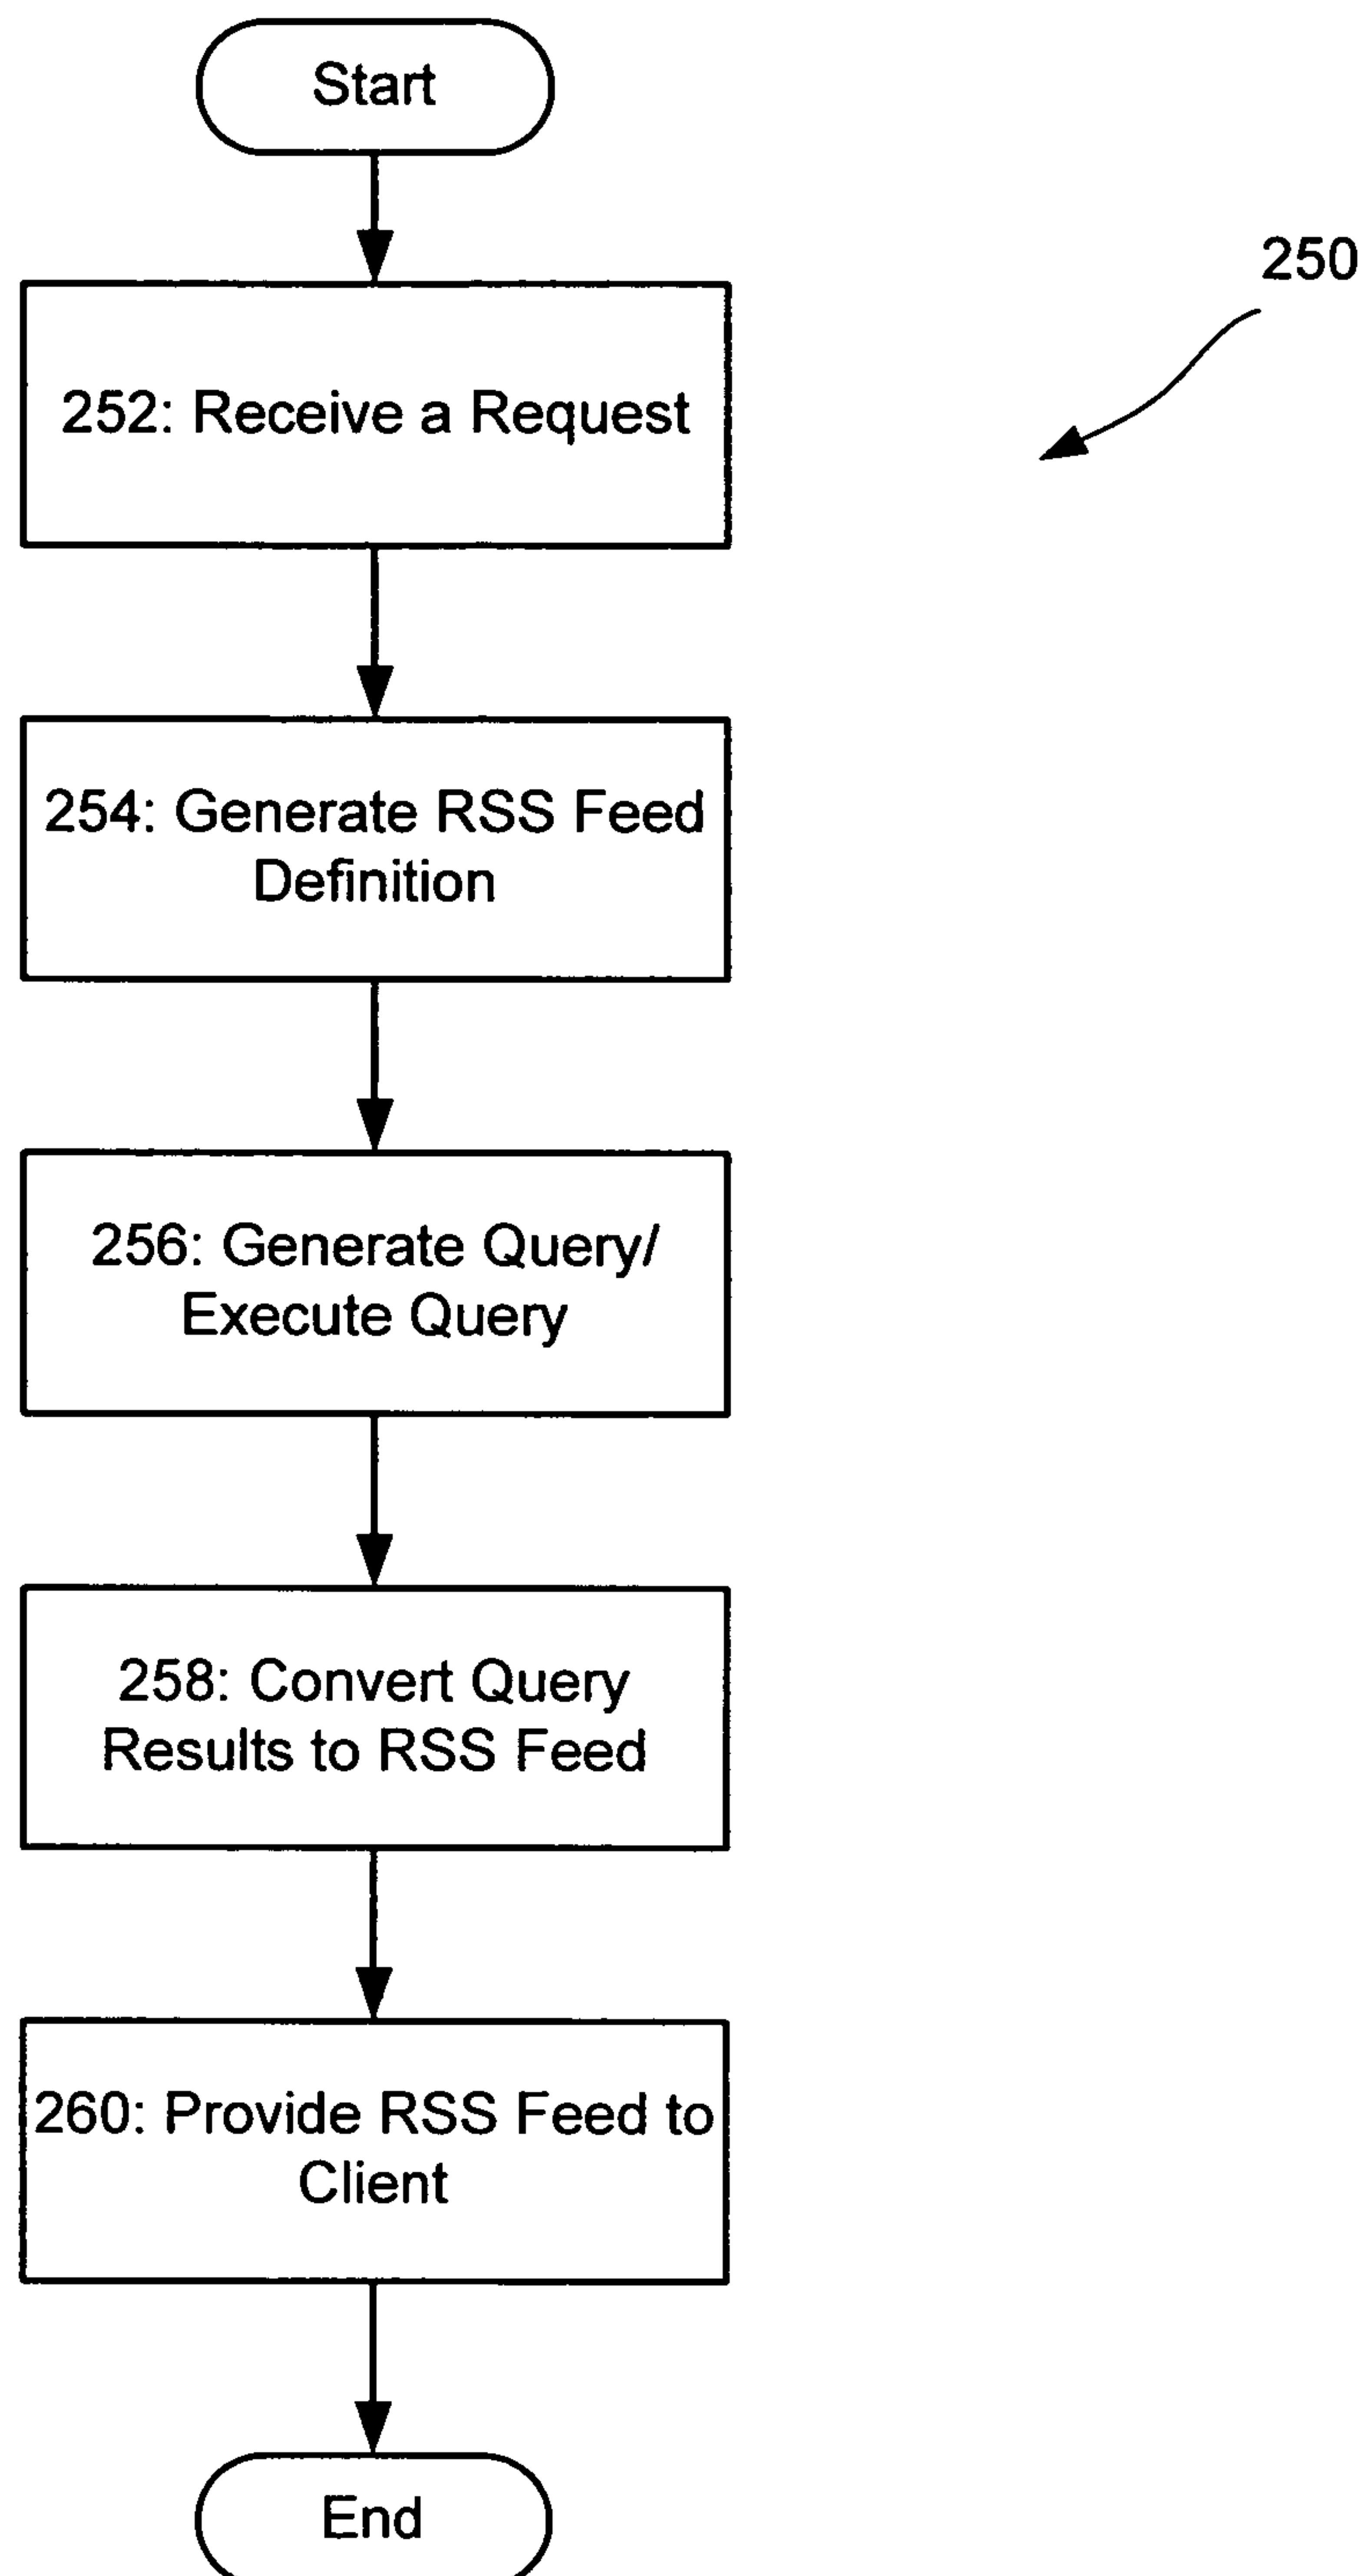 Start
250
252: Receive a Request
254: Generate RSS Feed
Definition
256: Generate Query/
Execute Query
258: Convert Query
Results to RSS Feed
260: Provide RSS Feed to
Client
End